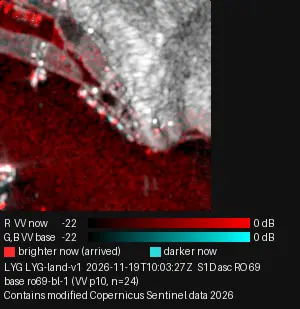 R VV now -22 0 dB
G,B VV base -22 0 dB
brighter now (arrived) darker now
LYG LYG-land-v1 2026-11-19T10:03:27Z S1D asc RO69
base ro69-bl-1 (VV p10, n=24)
Contains modified Copernicus Sentinel data 2026